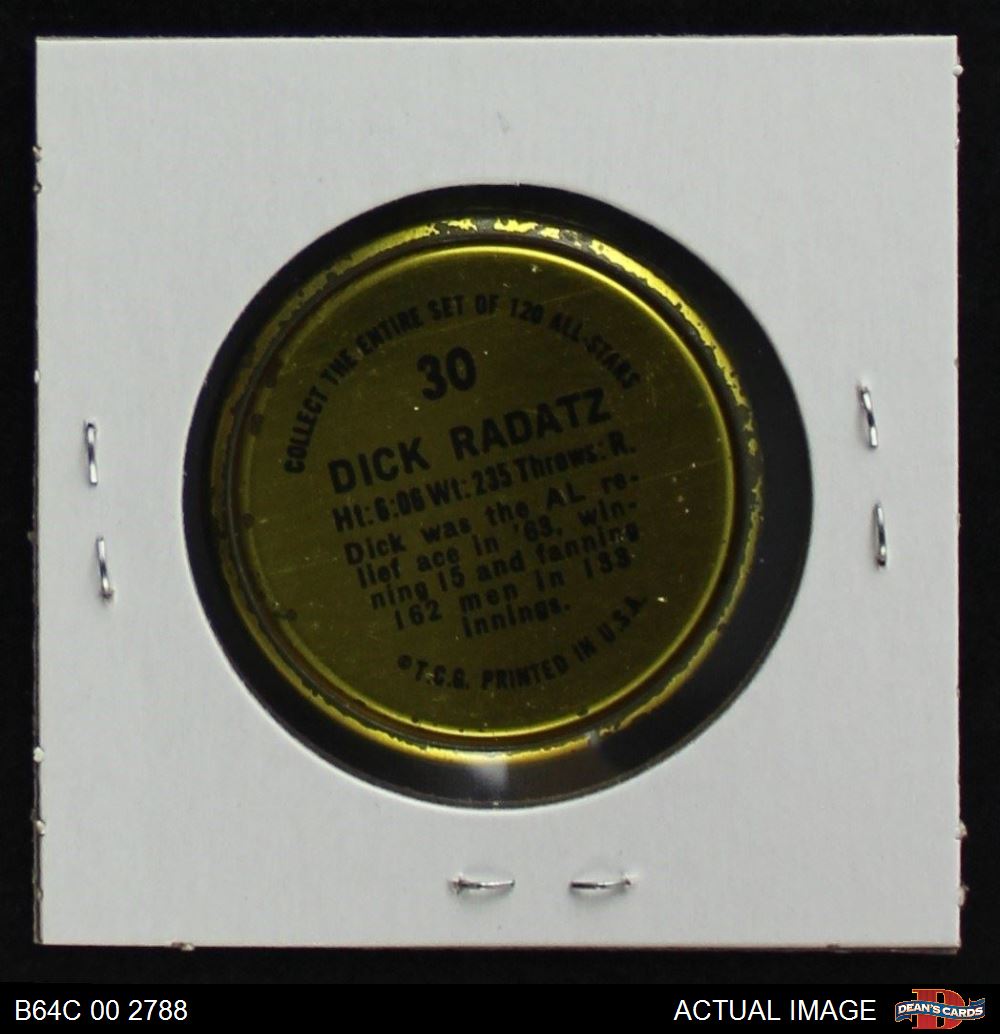 COLLECT THE ENTIRE SET OF 120 ALL-STARS
30
DICK RADATZ
Ht:6:06 Wt:235 Throws:R.
Dick was the AL re-
lief ace in '63, win-
ning 15 and fanning
162 men in 133
innings.
©T.C.G. PRINTED IN U.S.A.
B64C 00 2788
ACTUAL IMAGE
D
DEAN'S CARDS